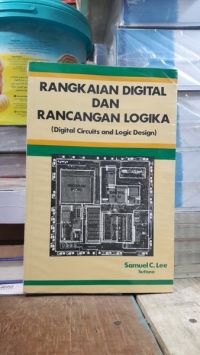 RANGKAIAN DIGITAL
DAN
RANCANGAN LOGIKA
(Digital Circuits and Logic Design)
Samuel C. Lee